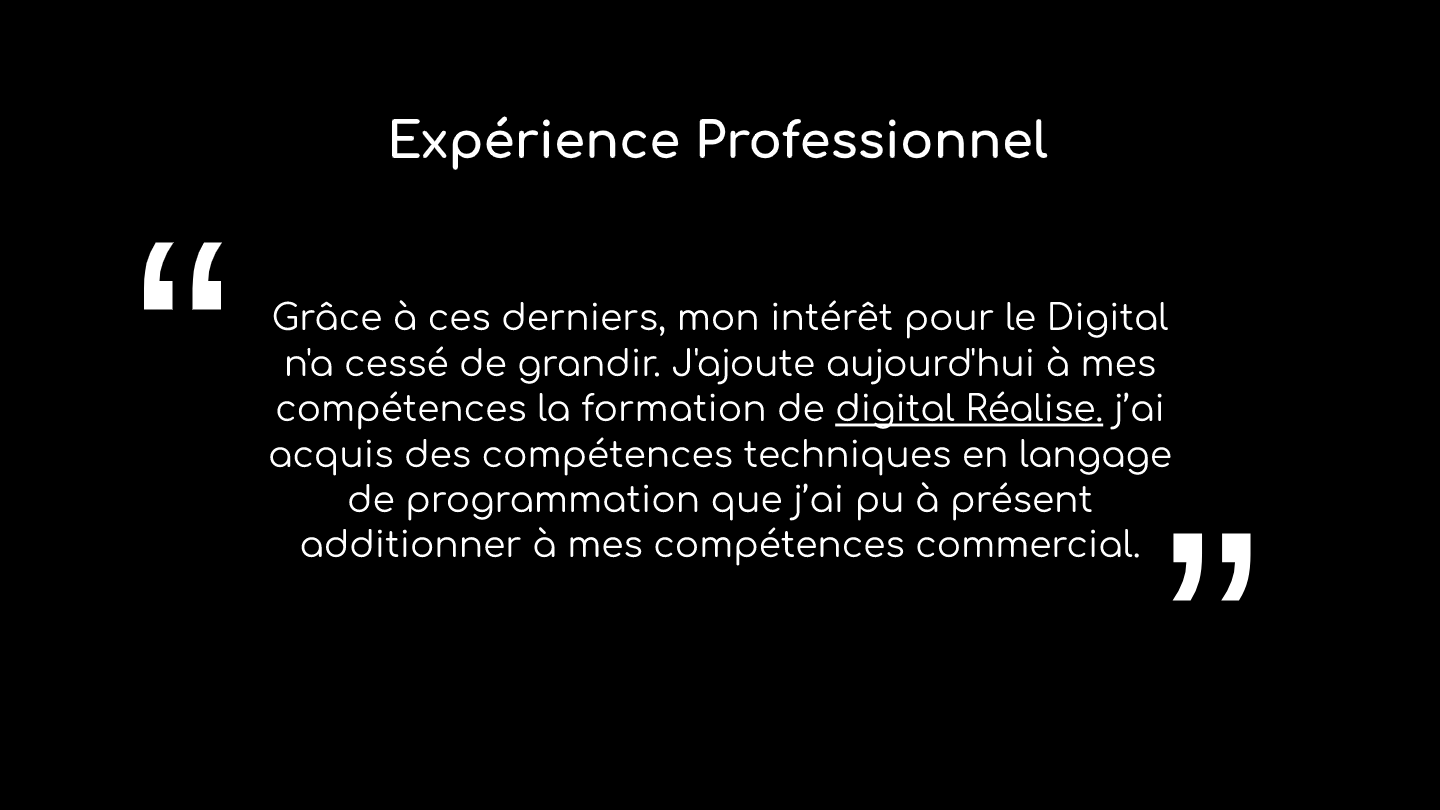 Expérience Professionnel
“
Grâce à ces derniers, mon intérêt pour le Digital
n'a cessé de grandir. J'ajoute aujourd'hui à mes
compétences la formation de digital Réalise. j’ai
acquis des compétences techniques en langage
de programmation que j’ai pu à présent
additionner à mes compétences commercial.
”